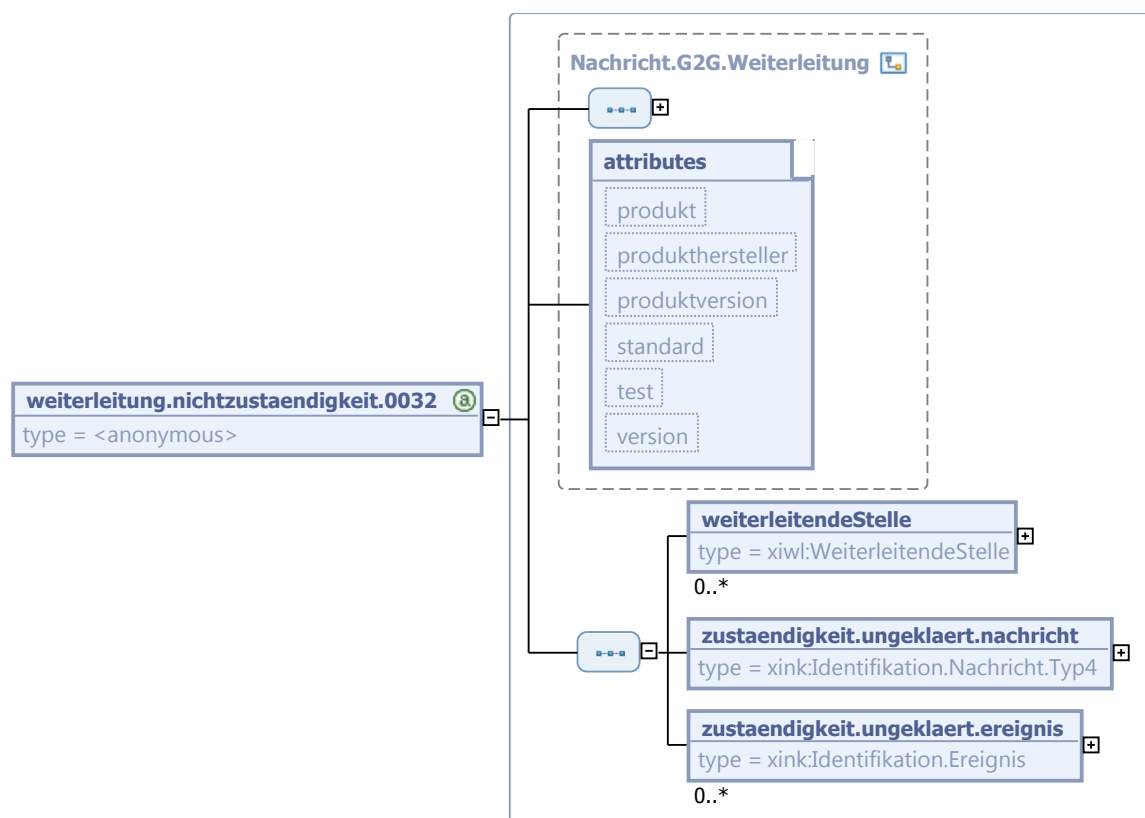 Nachricht.G2G.Weiterleitung
attributes
produkt
produkthersteller
produktversion
standard
test
version
weiterleitung.nichtzustaendigkeit.0032
type = <anonymous>
weiterleitendeStelle
type = xiwl:WeiterleitendeStelle
0..*
zustaendigkeit.ungeklaert.nachricht
type = xink:Identifikation.Nachricht.Typ4
zustaendigkeit.ungeklaert.ereignis
type = xink:Identifikation.Ereignis
0..*